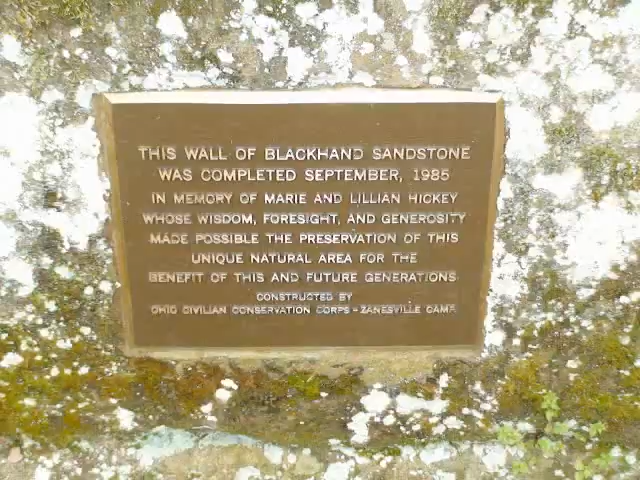 THIS WALL OF BLACKHAND SANDSTONE
WAS COMPLETED SEPTEMBER, 1985
IN MEMORY OF MARIE AND LILLIAN HICKEY
WHOSE WISDOM, FORESIGHT, AND GENEROSITY
MADE POSSIBLE THE PRESERVATION OF THIS
UNIQUE NATURAL AREA FOR THE
BENEFIT OF THIS AND FUTURE GENERATIONS
CONSTRUCTED BY
OHIO CIVILIAN CONSERVATION CORPS - ZANESVILLE CAMP